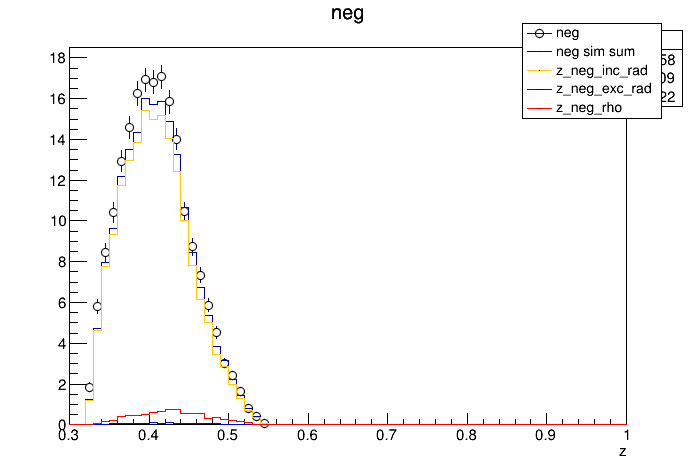 neg
neg
neg sim sum
z_neg_inc_rad
z_neg_exc_rad
z_neg_rho
58
09
22
18
16
14
12
10
8
6
4
2
0
0.3 0.4 0.5 0.6 0.7 0.8 0.9 1
z